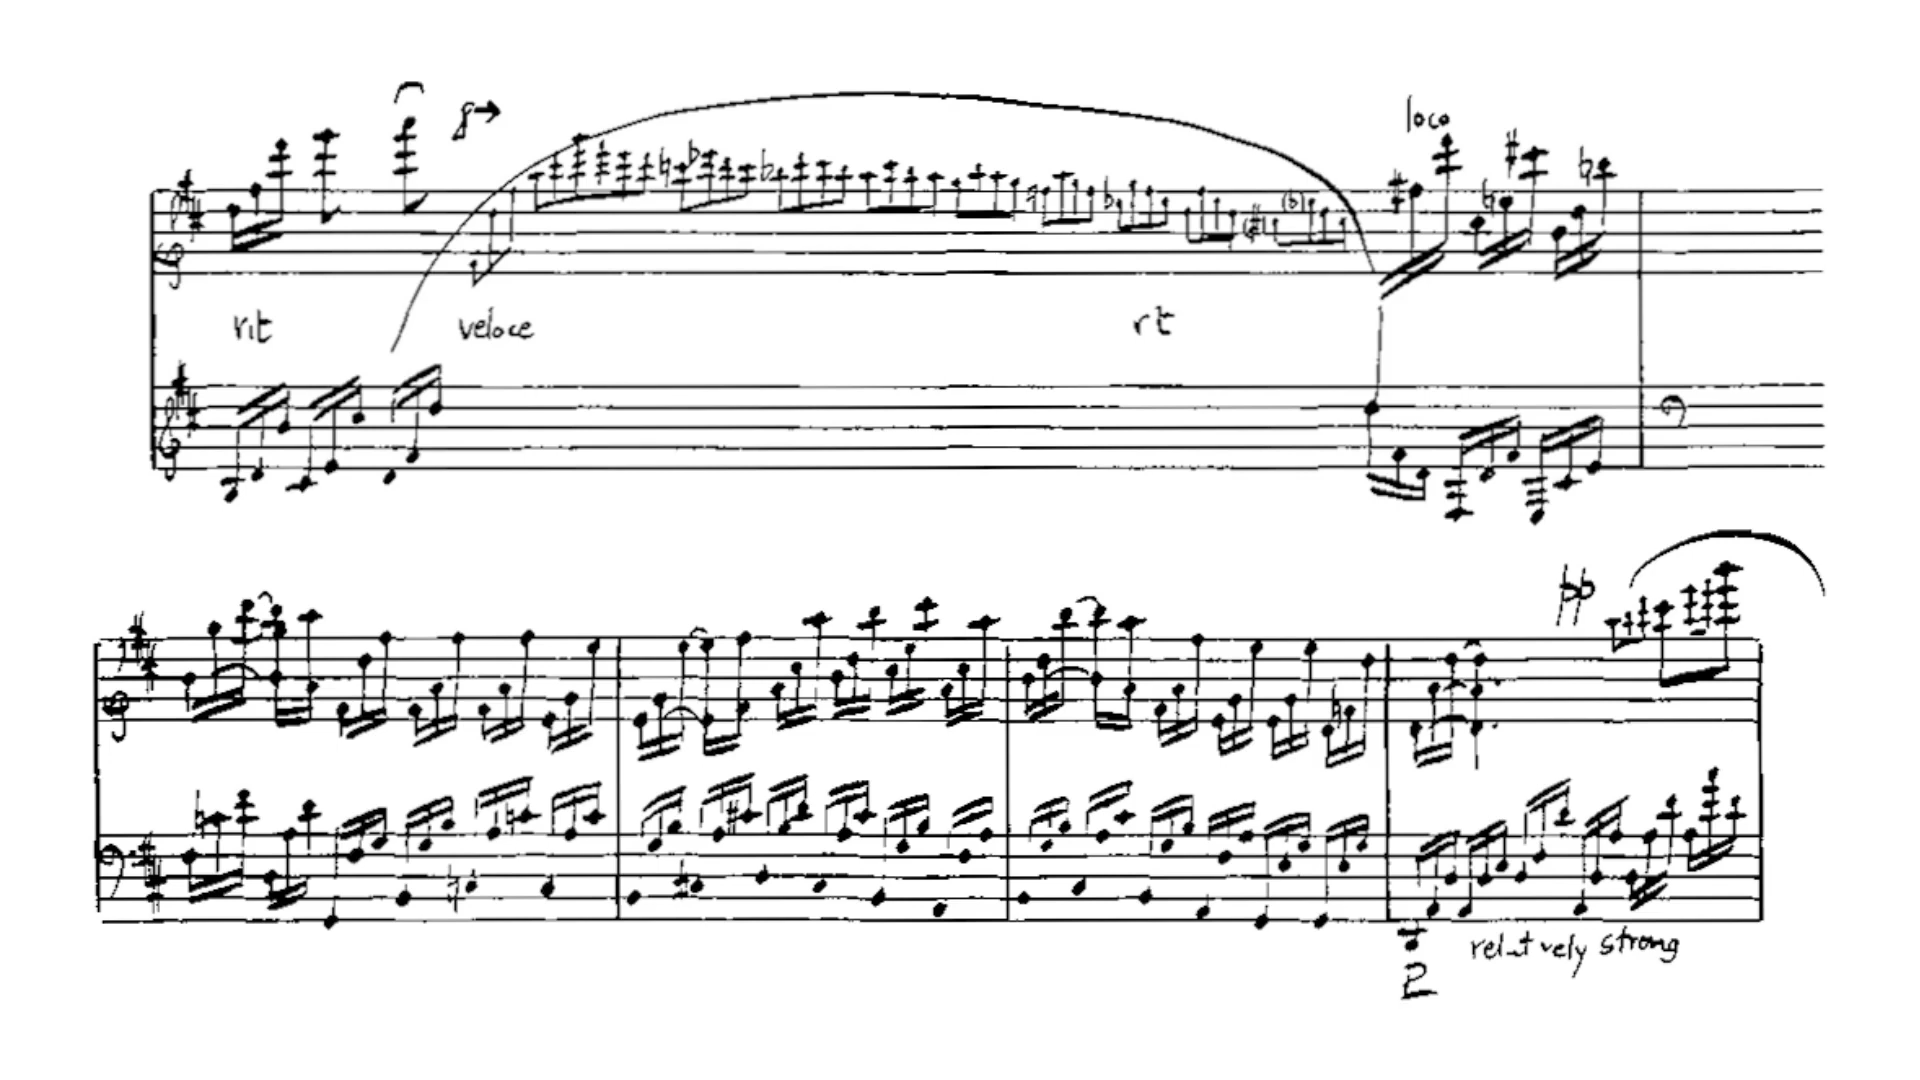 8→
loco
rit veloce rit
pp
relatively strong
P